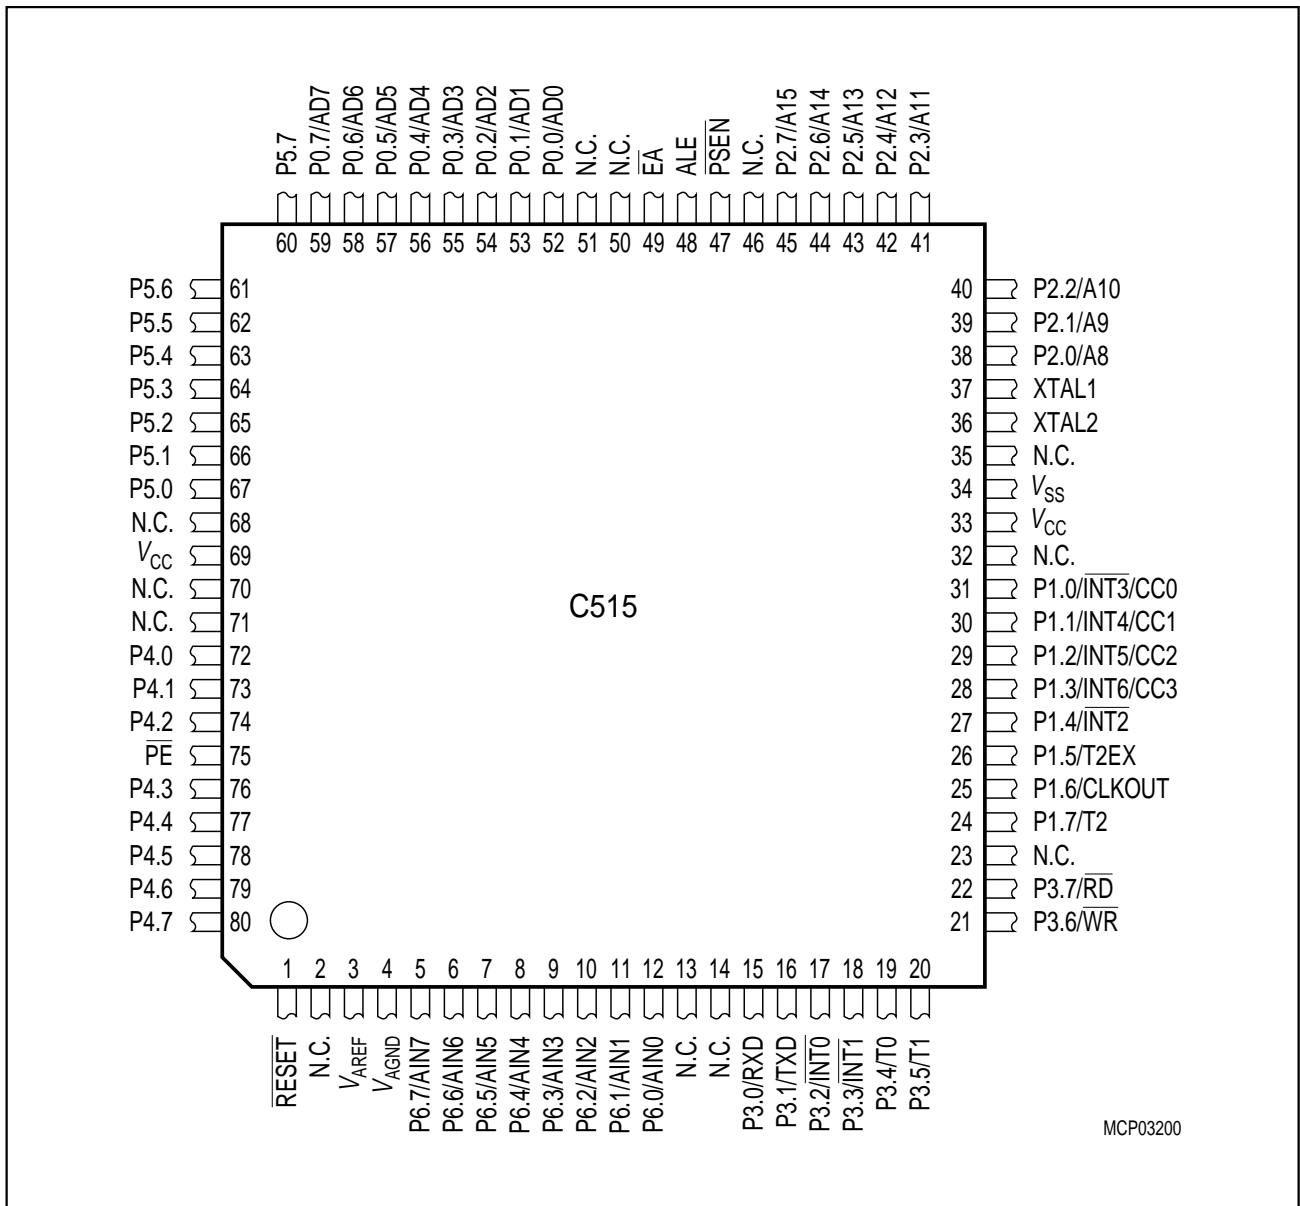 P5.7
P0.7/AD7
P0.6/AD6
P0.5/AD5
P0.4/AD4
P0.3/AD3
P0.2/AD2
P0.1/AD1
P0.0/AD0
N.C.
N.C.
E̅A̅
ALE
P̅S̅E̅N̅
N.C.
P2.7/A15
P2.6/A14
P2.5/A13
P2.4/A12
P2.3/A11
60 59 58 57 56 55 54 53 52 51 50 49 48 47 46 45 44 43 42 41
P5.6 61
P5.5 62
P5.4 63
P5.3 64
P5.2 65
P5.1 66
P5.0 67
N.C. 68
VCC 69
N.C. 70
N.C. 71
P4.0 72
P4.1 73
P4.2 74
P̅E̅ 75
P4.3 76
P4.4 77
P4.5 78
P4.6 79
P4.7 80
C515
40 P2.2/A10
39 P2.1/A9
38 P2.0/A8
37 XTAL1
36 XTAL2
35 N.C.
34 VSS
33 VCC
32 N.C.
31 P1.0/I̅N̅T̅3̅/CC0
30 P1.1/INT4/CC1
29 P1.2/INT5/CC2
28 P1.3/INT6/CC3
27 P1.4/I̅N̅T̅2̅
26 P1.5/T2EX
25 P1.6/CLKOUT
24 P1.7/T2
23 N.C.
22 P3.7/R̅D̅
21 P3.6/W̅R̅
1 2 3 4 5 6 7 8 9 10 11 12 13 14 15 16 17 18 19 20
R̅E̅S̅E̅T̅
N.C.
VAREF
VAGND
P6.7/AIN7
P6.6/AIN6
P6.5/AIN5
P6.4/AIN4
P6.3/AIN3
P6.2/AIN2
P6.1/AIN1
P6.0/AIN0
N.C.
N.C.
P3.0/RXD
P3.1/TXD
P3.2/I̅N̅T̅0̅
P3.3/I̅N̅T̅1̅
P3.4/T0
P3.5/T1
MCP03200